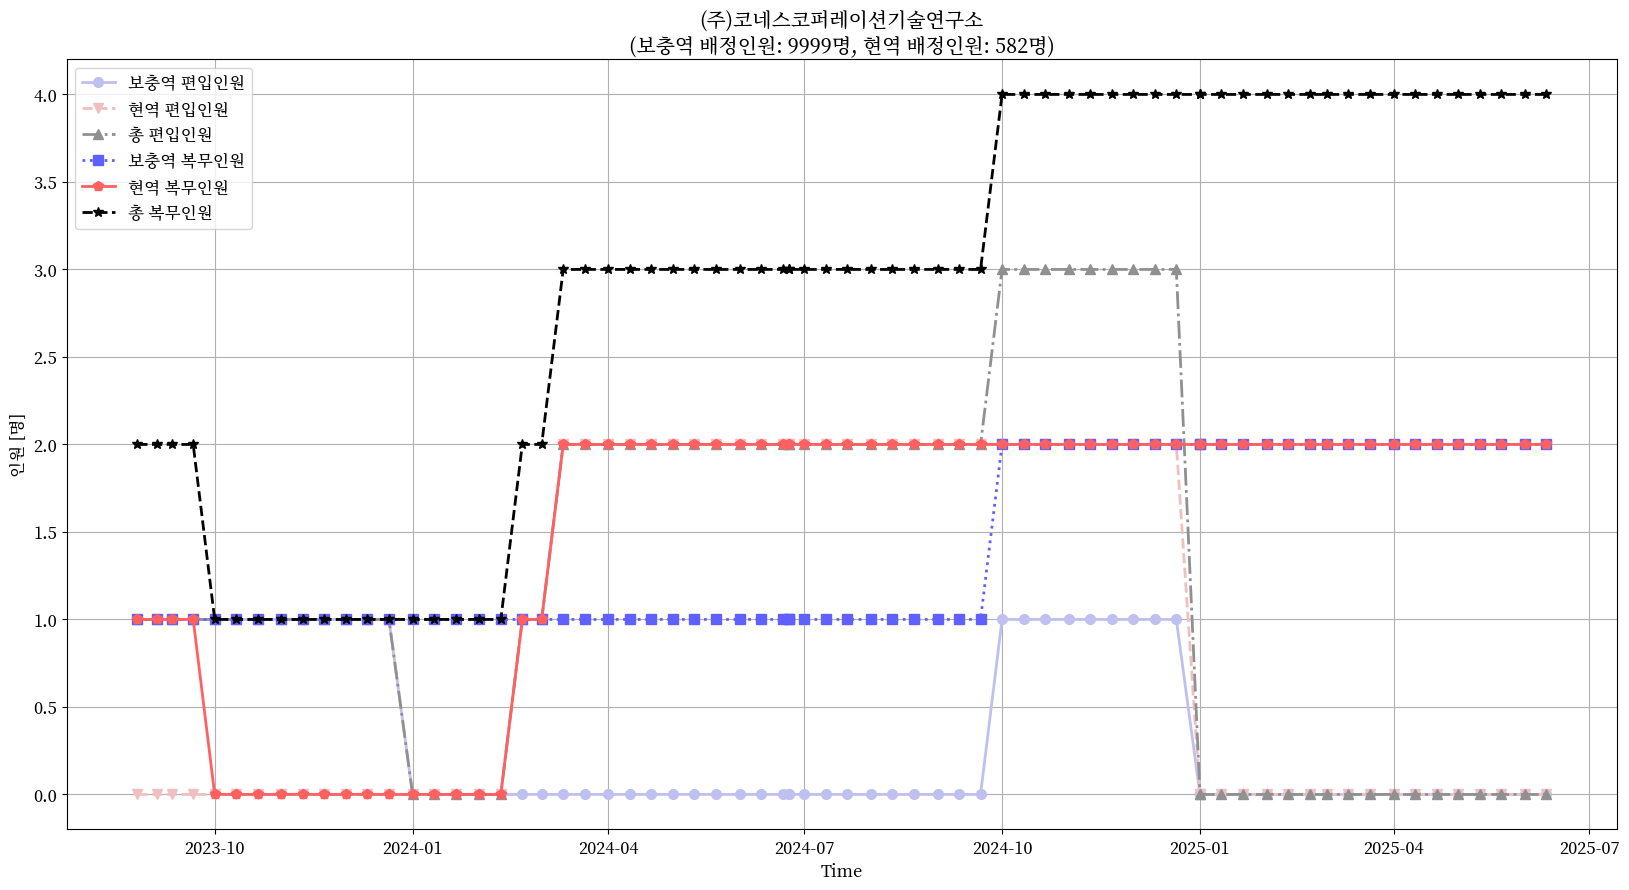 (주)코네스코퍼레이션기술연구소
(보충역 배정인원: 9999명, 현역 배정인원: 582명)
보충역 편입인원
현역 편입인원
총 편입인원
보충역 복무인원
현역 복무인원
총 복무인원
4.0
3.5
3.0
2.5
2.0
1.5
1.0
0.5
0.0
인원 [명]
2023-10
2024-01
2024-04
2024-07
2024-10
2025-01
2025-04
2025-07
Time